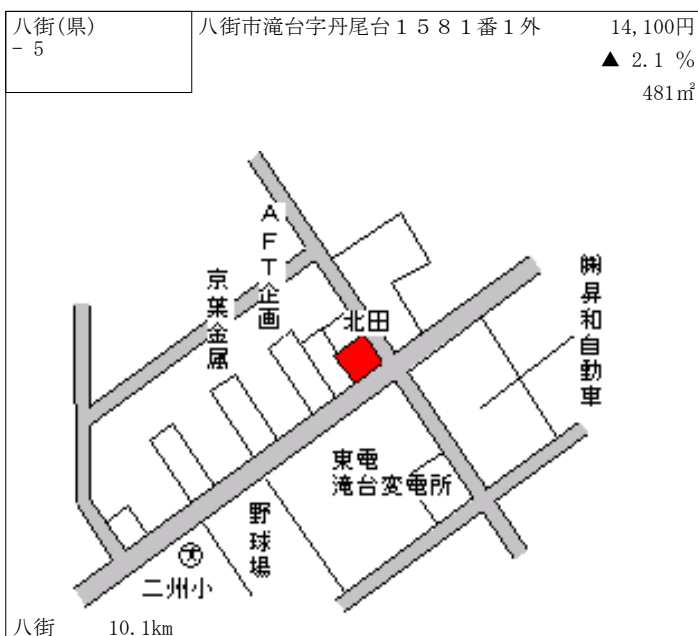 八街(県)
- 5
八街市滝台字丹尾台１５８１番１外
14,100円
▲ 2.1 %
481㎡
ＡＦＴ企画
京葉金属
北田
㈱昇和自動車
東電
滝台変電所
野球場
文
二州小
八街 10.1km